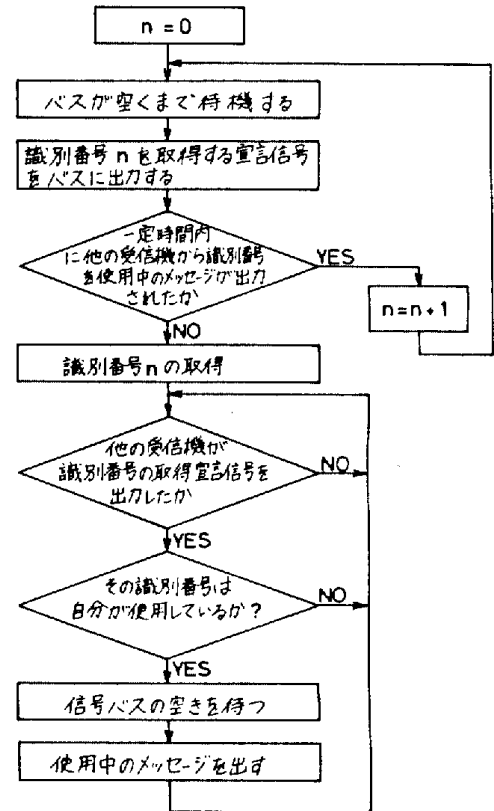 n = 0
バスが空くまで待機する
識別番号 n を取得する宣言信号
をバスに出力する
一定時間内
に他の受信機から識別番号
を使用中のメッセージが出力
されたか
YES
n=n+1
NO
識別番号 n の取得
他の受信機が
識別番号の取得宣言信号を
出力したか
NO
YES
その識別番号は
自分が使用しているか？
NO
YES
信号バスの空きを待つ
使用中のメッセージを出す